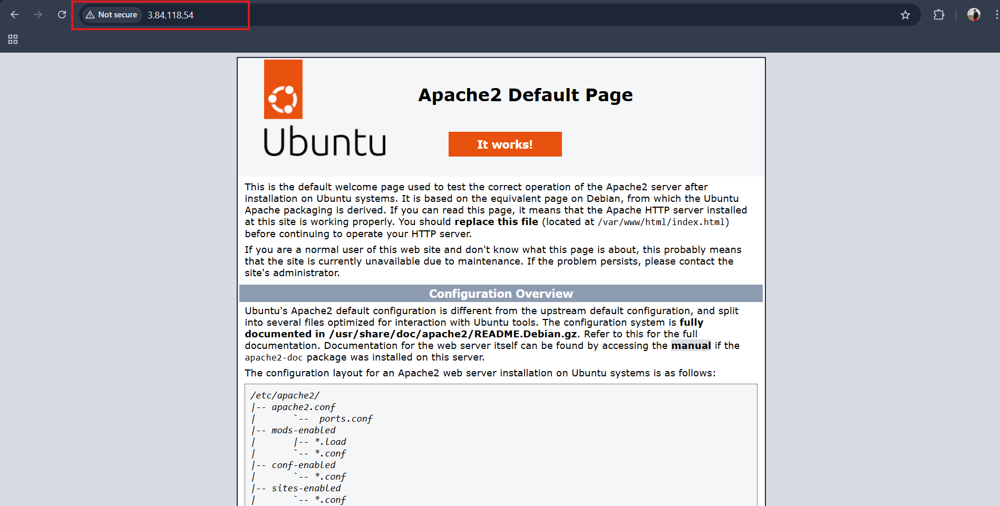 Not secure 3.84.118.54
Apache2 Default Page
Ubuntu
It works!
This is the default welcome page used to test the correct operation of the Apache2 server after
installation on Ubuntu systems. It is based on the equivalent page on Debian, from which the Ubuntu
Apache packaging is derived. If you can read this page, it means that the Apache HTTP server installed
at this site is working properly. You should replace this file (located at /var/www/html/index.html)
before continuing to operate your HTTP server.
If you are a normal user of this web site and don't know what this page is about, this probably means
that the site is currently unavailable due to maintenance. If the problem persists, please contact the
site's administrator.
Configuration Overview
Ubuntu's Apache2 default configuration is different from the upstream default configuration, and split
into several files optimized for interaction with Ubuntu tools. The configuration system is fully
documented in /usr/share/doc/apache2/README.Debian.gz. Refer to this for the full
documentation. Documentation for the web server itself can be found by accessing the manual if the
apache2-doc package was installed on this server.
The configuration layout for an Apache2 web server installation on Ubuntu systems is as follows:
/etc/apache2/
|-- apache2.conf
|       `--  ports.conf
|-- mods-enabled
|       |-- *.load
|       `-- *.conf
|-- conf-enabled
|       `-- *.conf
|-- sites-enabled
|       `-- *.conf